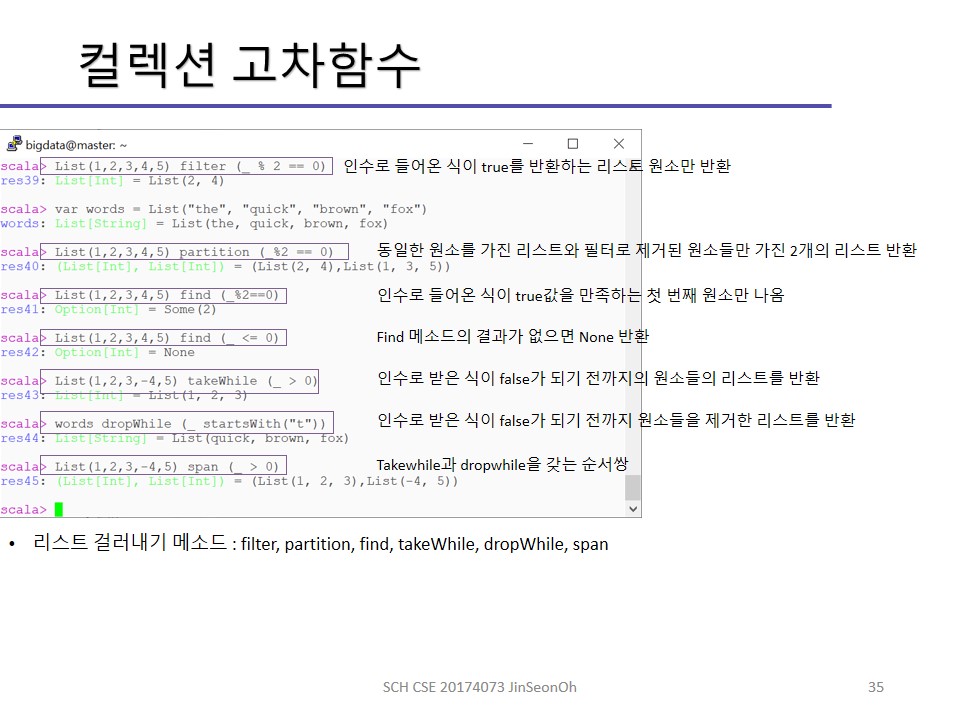 컬렉션 고차함수
bigdata@master: ~
scala> List(1,2,3,4,5) filter (_ % 2 == 0) 인수로 들어온 식이 true를 반환하는 리스트 원소만 반환
res39: List[Int] = List(2, 4)
scala> var words = List("the", "quick", "brown", "fox")
words: List[String] = List(the, quick, brown, fox)
scala> List(1,2,3,4,5) partition (_%2 == 0) 동일한 원소를 가진 리스트와 필터로 제거된 원소들만 가진 2개의 리스트 반환
res40: (List[Int], List[Int]) = (List(2, 4),List(1, 3, 5))
scala> List(1,2,3,4,5) find (_%2==0) 인수로 들어온 식이 true값을 만족하는 첫 번째 원소만 나옴
res41: Option[Int] = Some(2)
scala> List(1,2,3,4,5) find (_ <= 0) Find 메소드의 결과가 없으면 None 반환
res42: Option[Int] = None
scala> List(1,2,3,-4,5) takeWhile (_ > 0) 인수로 받은 식이 false가 되기 전까지의 원소들의 리스트를 반환
res43: List[Int] = List(1, 2, 3)
scala> words dropWhile (_ startsWith("t")) 인수로 받은 식이 false가 되기 전까지 원소들을 제거한 리스트를 반환
res44: List[String] = List(quick, brown, fox)
scala> List(1,2,3,-4,5) span (_ > 0) Takewhile과 dropwhile을 갖는 순서쌍
res45: (List[Int], List[Int]) = (List(1, 2, 3),List(-4, 5))
scala>
• 리스트 걸러내기 메소드 : filter, partition, find, takeWhile, dropWhile, span
SCH CSE 20174073 JinSeonOh 35